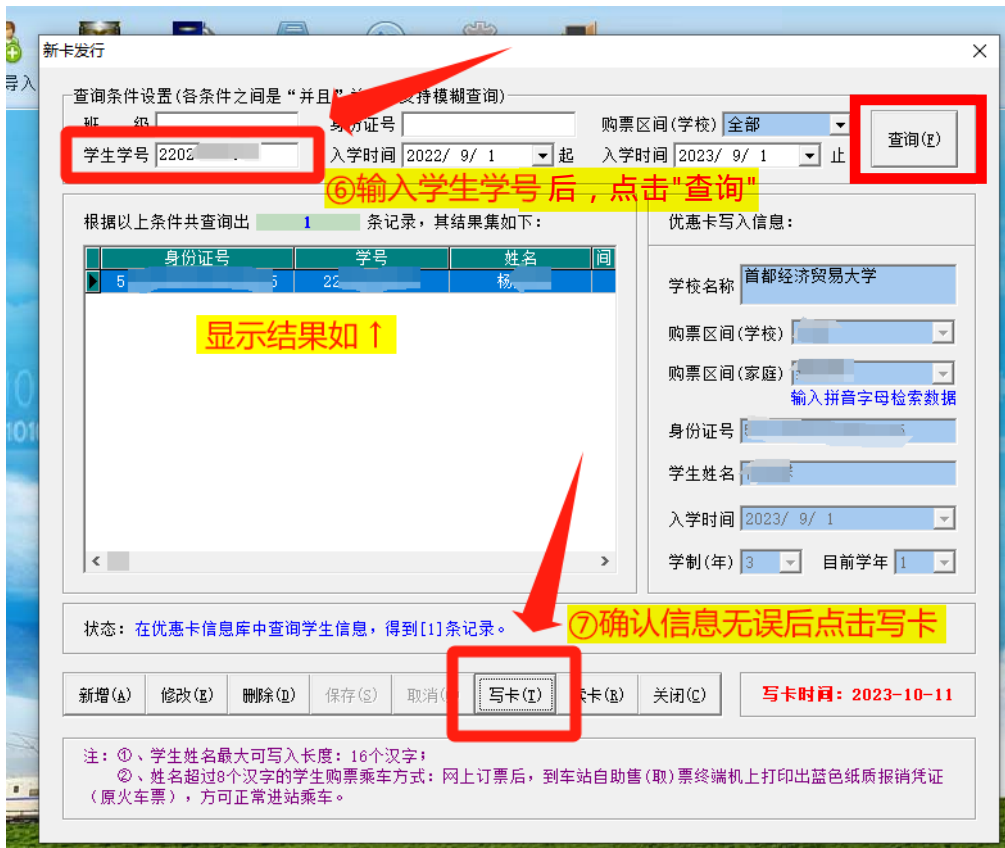 导入
新卡发行
查询条件设置(各条件之间是“并且” 支持模糊查询)
班 级 身份证号 购票区间(学校) 全部
查询(F)
学生学号 2202 入学时间 2022/ 9/ 1 起 入学时间 2023/ 9/ 1 止
⑥输入学生学号后，点击"查询"
根据以上条件共查询出 1 条记录，其结果集如下：
身份证号 学号 姓名 间
5 5 22 杨
显示结果如↑
优惠卡写入信息：
学校名称 首都经济贸易大学
购票区间(学校)
购票区间(家庭)
输入拼音字母检索数据
身份证号
学生姓名
入学时间 2023/ 9/ 1
学制(年) 3 目前学年 1
状态：在优惠卡信息库中查询学生信息，得到[1]条记录。
⑦确认信息无误后点击写卡
新增(A) 修改(E) 删除(D) 保存(S) 取消( 写卡(T) 卡(R) 关闭(C)
写卡时间：2023-10-11
注：①、学生姓名最大可写入长度：16个汉字；
②、姓名超过8个汉字的学生购票乘车方式：网上订票后，到车站自助售(取)票终端机上打印出蓝色纸质报销凭证
（原火车票），方可正常进站乘车。